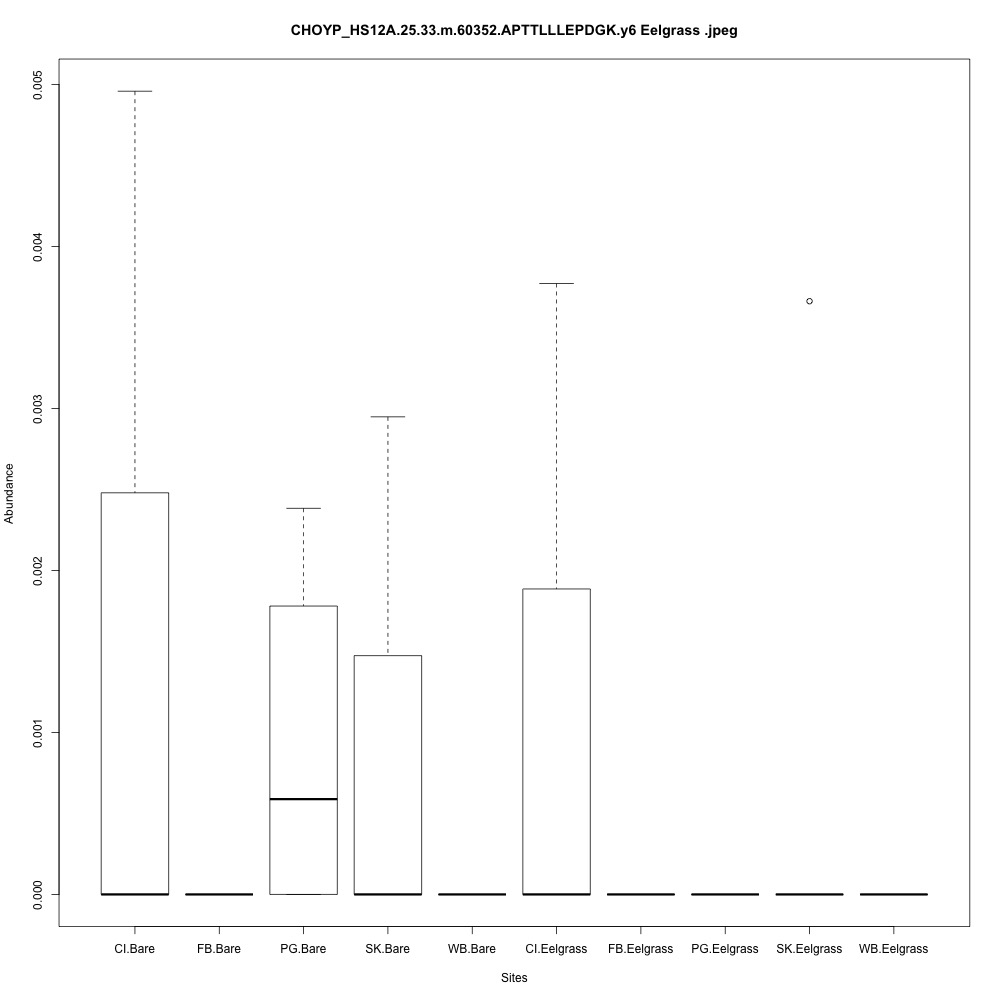 CHOYP_HS12A.25.33.m.60352.APTTLLLEPDGK.y6 Eelgrass .jpeg
0.005
0.004
0.003
0.002
0.001
0.000
Abundance
CI.Bare FB.Bare PG.Bare SK.Bare WB.Bare CI.Eelgrass FB.Eelgrass PG.Eelgrass SK.Eelgrass WB.Eelgrass
Sites